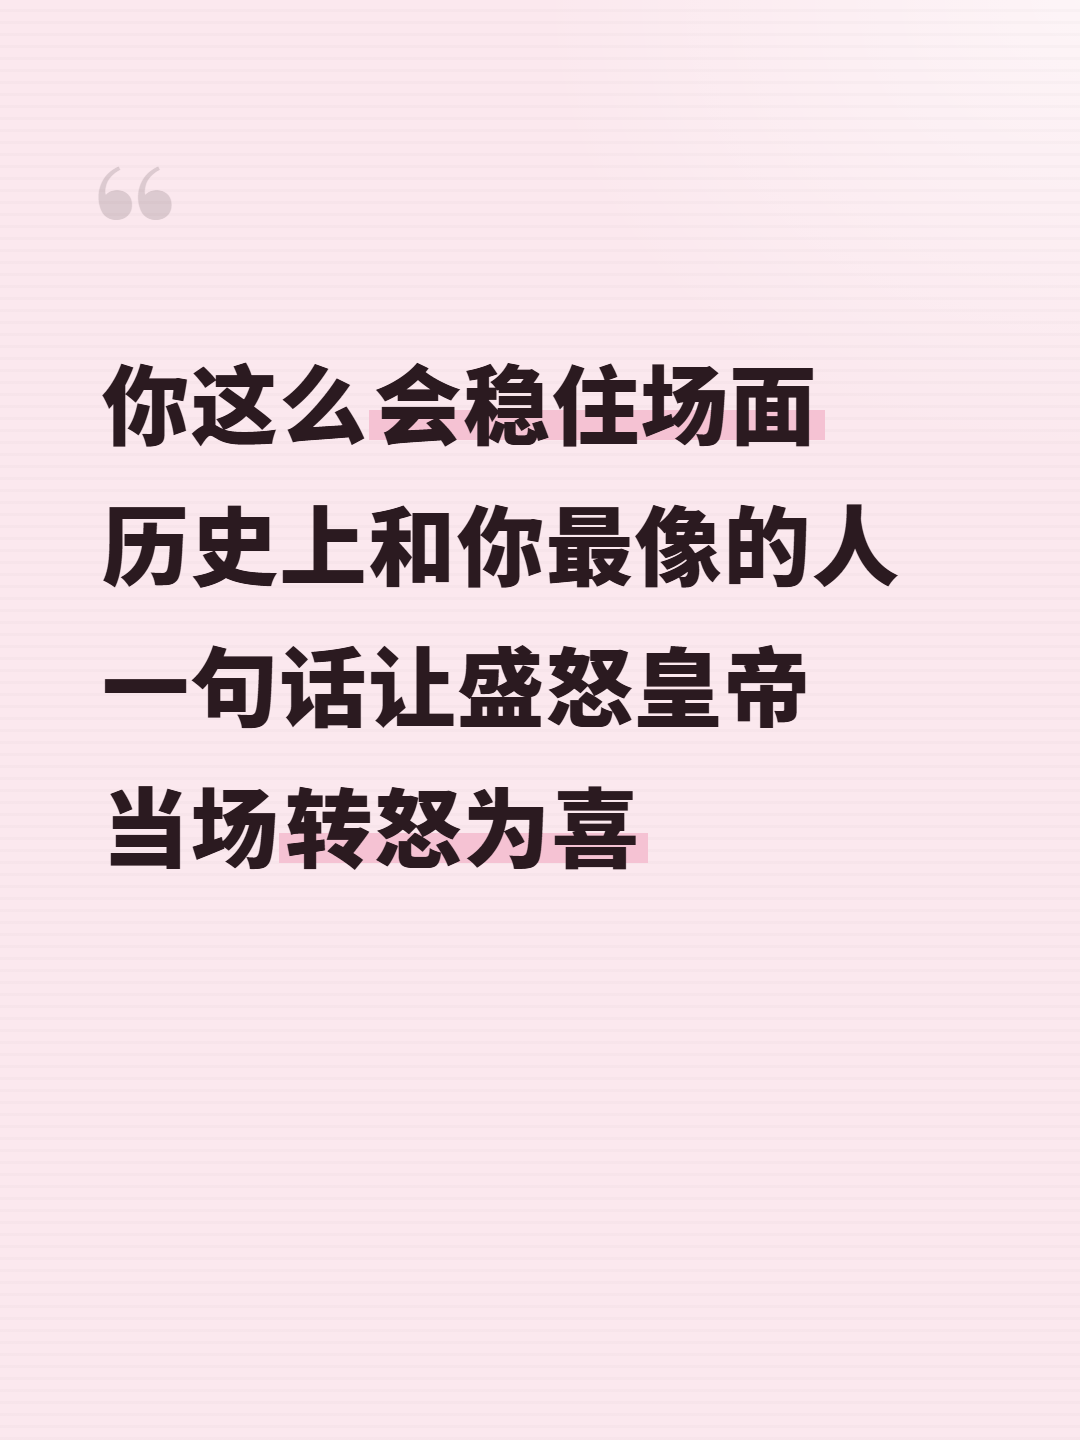 “
你这么会稳住场面
历史上和你最像的人
一句话让盛怒皇帝
当场转怒为喜